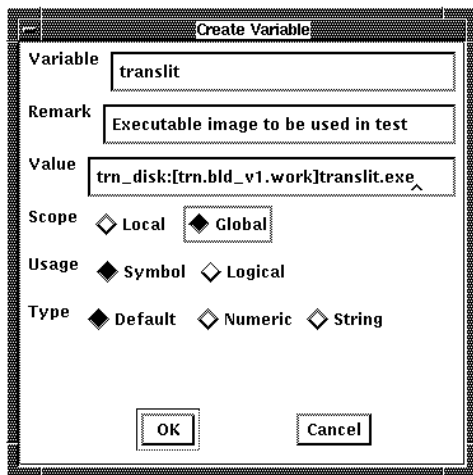 Create Variable
Variable translit
Remark Executable image to be used in test
Value trn_disk:[trn.bld_v1.work]translit.exe
Scope Local Global
Usage Symbol Logical
Type Default Numeric String
OK Cancel